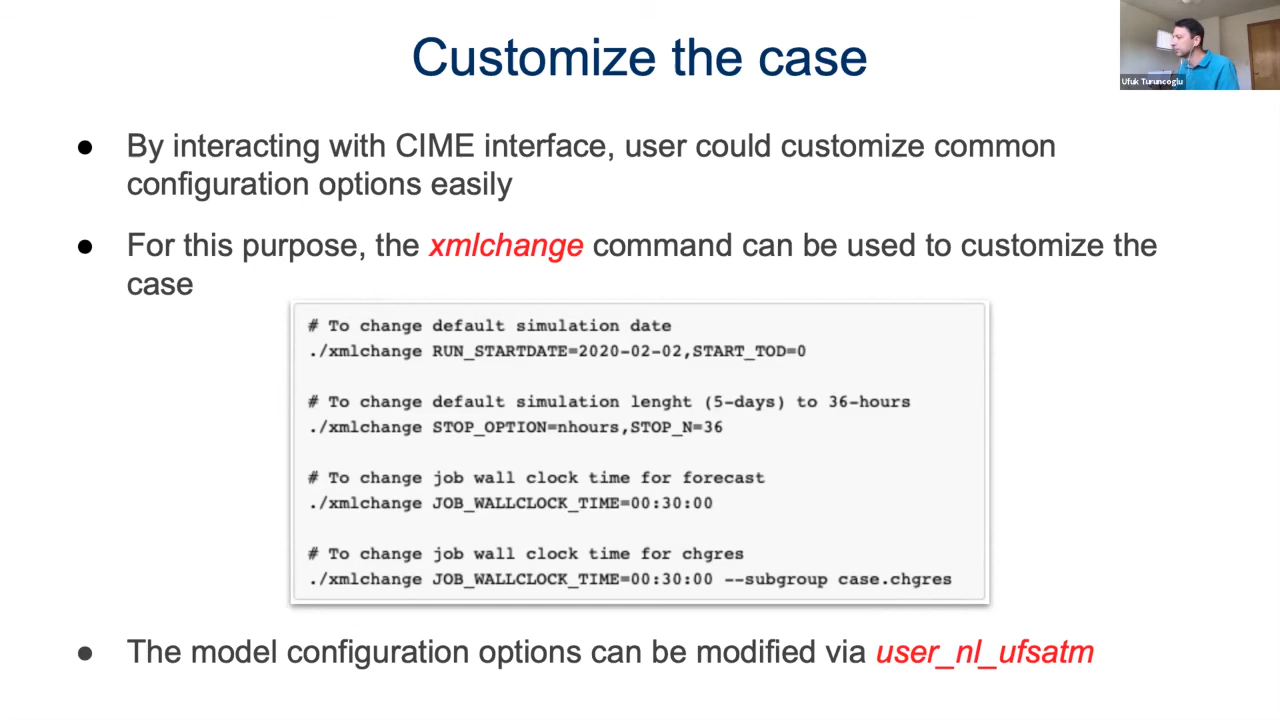 Customize the case
Ufuk Turuncoglu
● By interacting with CIME interface, user could customize common
configuration options easily
● For this purpose, the xmlchange command can be used to customize the
case
# To change default simulation date
./xmlchange RUN_STARTDATE=2020-02-02,START_TOD=0
# To change default simulation lenght (5-days) to 36-hours
./xmlchange STOP_OPTION=nhours,STOP_N=36
# To change job wall clock time for forecast
./xmlchange JOB_WALLCLOCK_TIME=00:30:00
# To change job wall clock time for chgres
./xmlchange JOB_WALLCLOCK_TIME=00:30:00 --subgroup case.chgres
● The model configuration options can be modified via user_nl_ufsatm